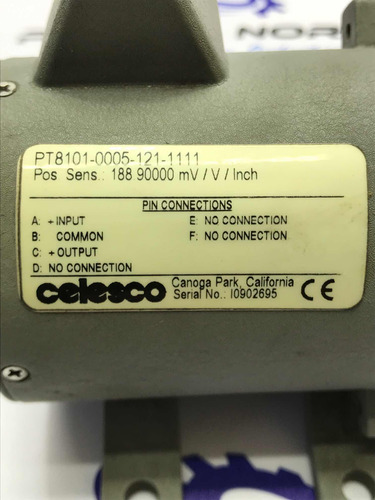 PT8101-0005-121-1111
Pos Sens.: 188 90000 mV / V / Inch
PIN CONNECTIONS
A: + INPUT E: NO CONNECTION
B: COMMON F: NO CONNECTION
C: + OUTPUT
D: NO CONNECTION
celesco Canoga Park, California
Serial No.: I0902695 CE